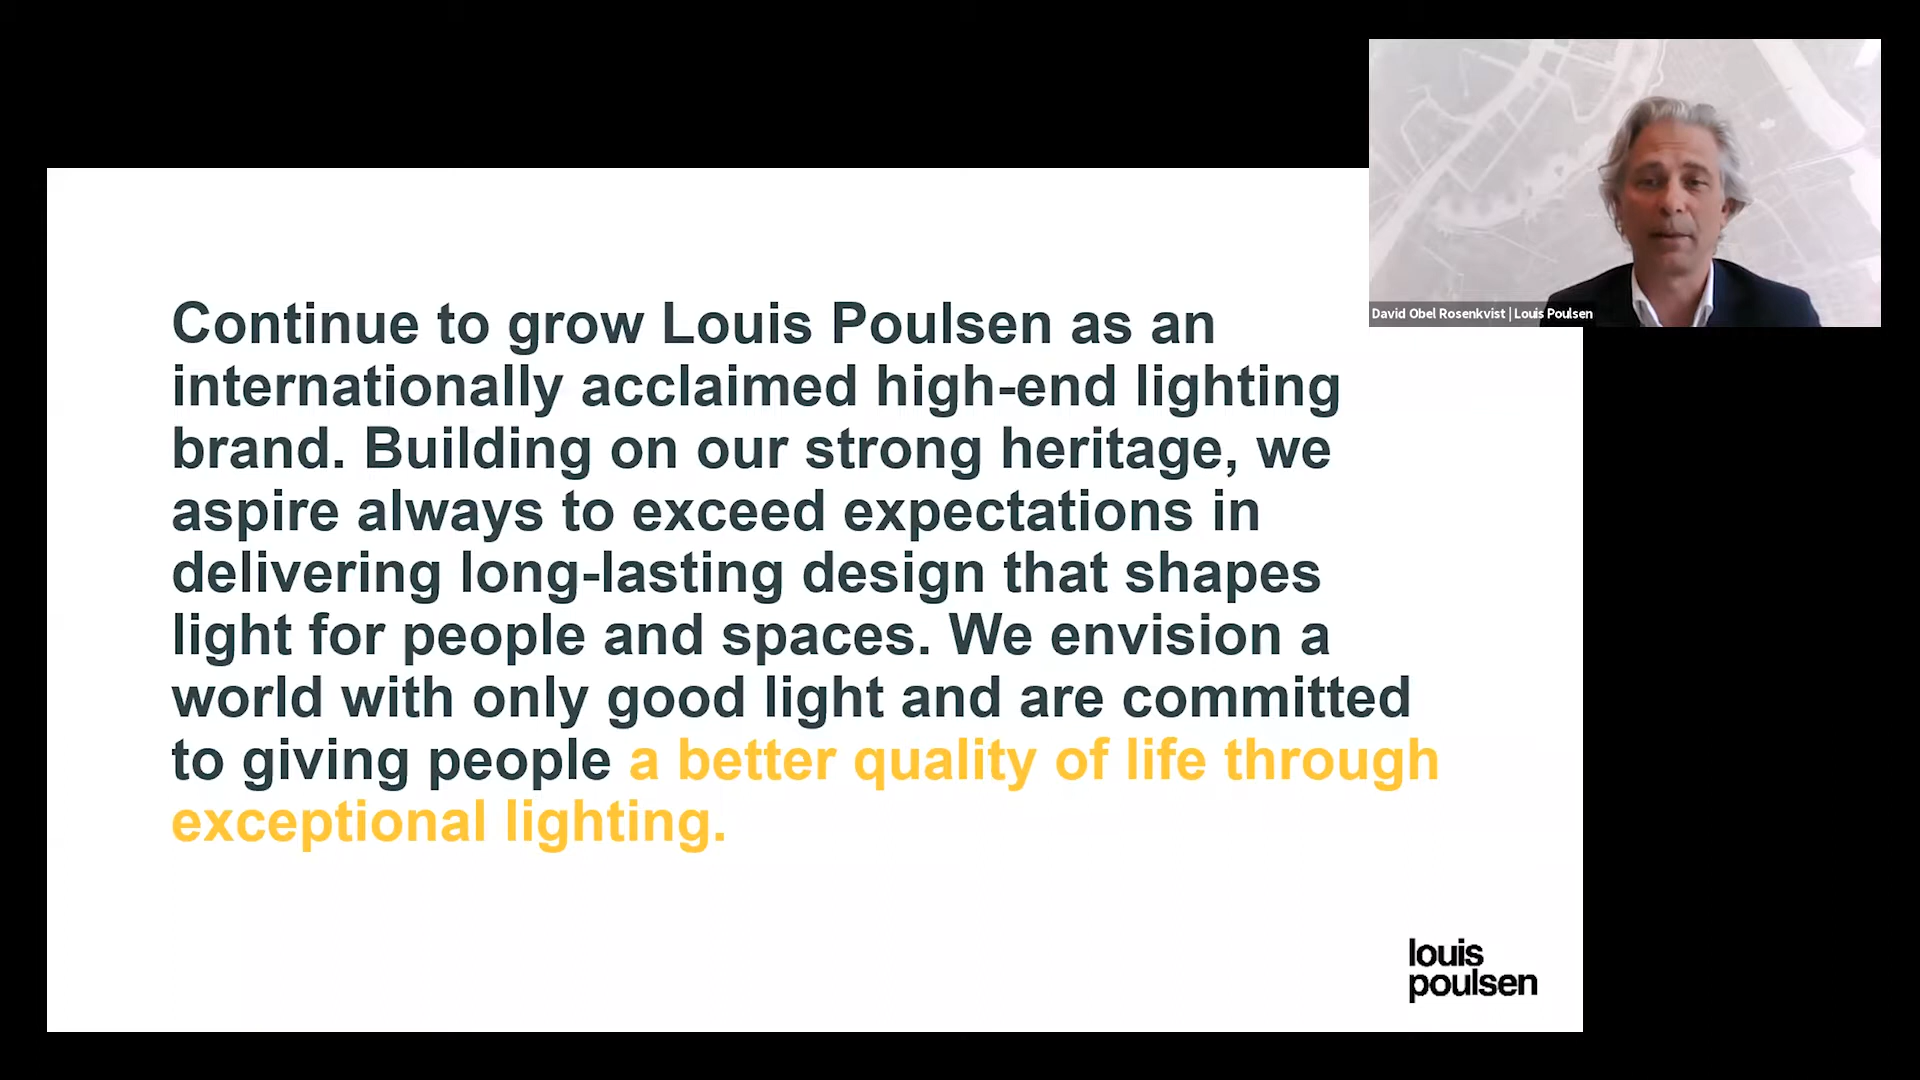 David Obel Rosenkvist | Louis Poulsen
Continue to grow Louis Poulsen as an
internationally acclaimed high-end lighting
brand. Building on our strong heritage, we
aspire always to exceed expectations in
delivering long-lasting design that shapes
light for people and spaces. We envision a
world with only good light and are committed
to giving people a better quality of life through
exceptional lighting.
louis
poulsen